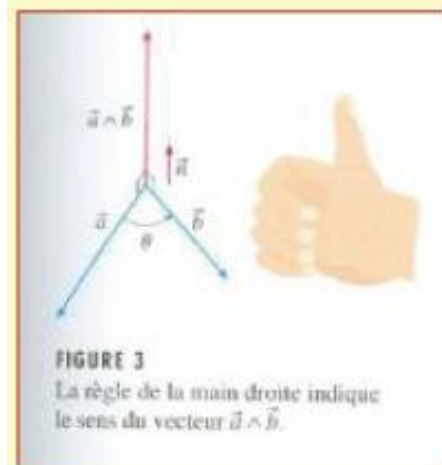 a⃗ ∧ b⃗
a⃗
b⃗
θ
FIGURE 3
La règle de la main droite indique
le sens du vecteur a⃗ ∧ b⃗.